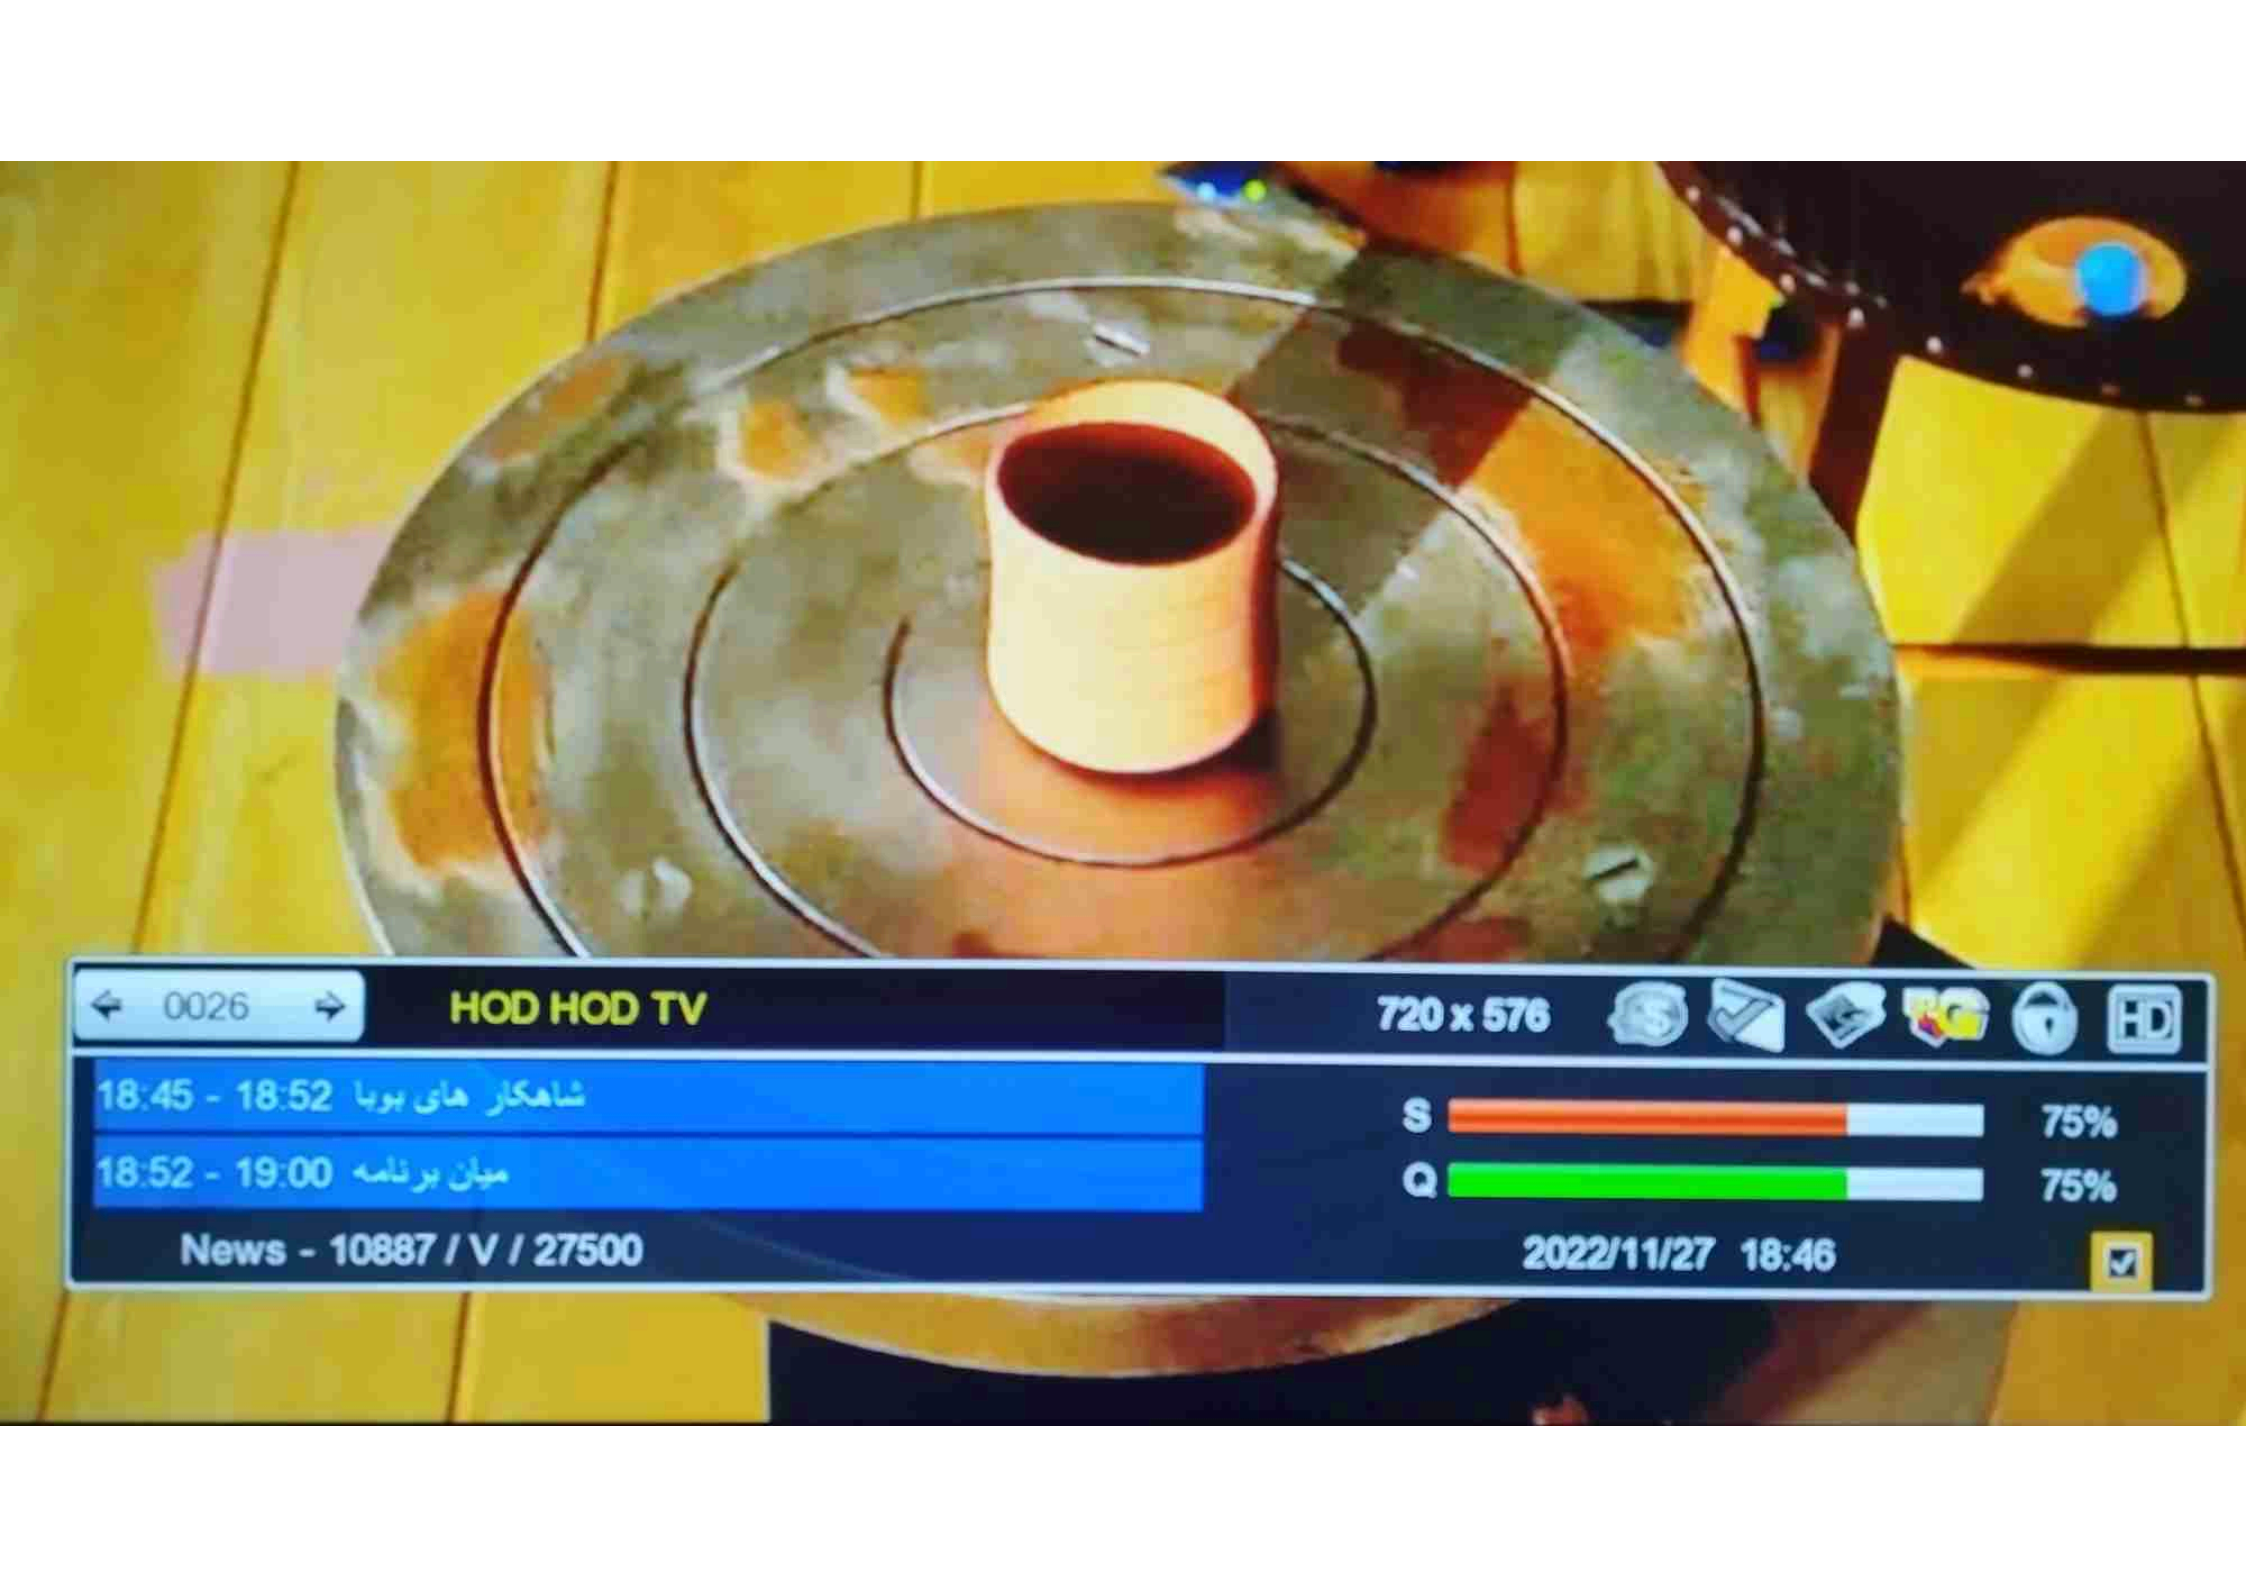 0026 HOD HOD TV 720 x 576 HD
18:45 - 18:52 شاهکار های پویا
18:52 - 19:00 میان برنامه
S 75%
Q 75%
News - 10887 / V / 27500
2022/11/27 18:46